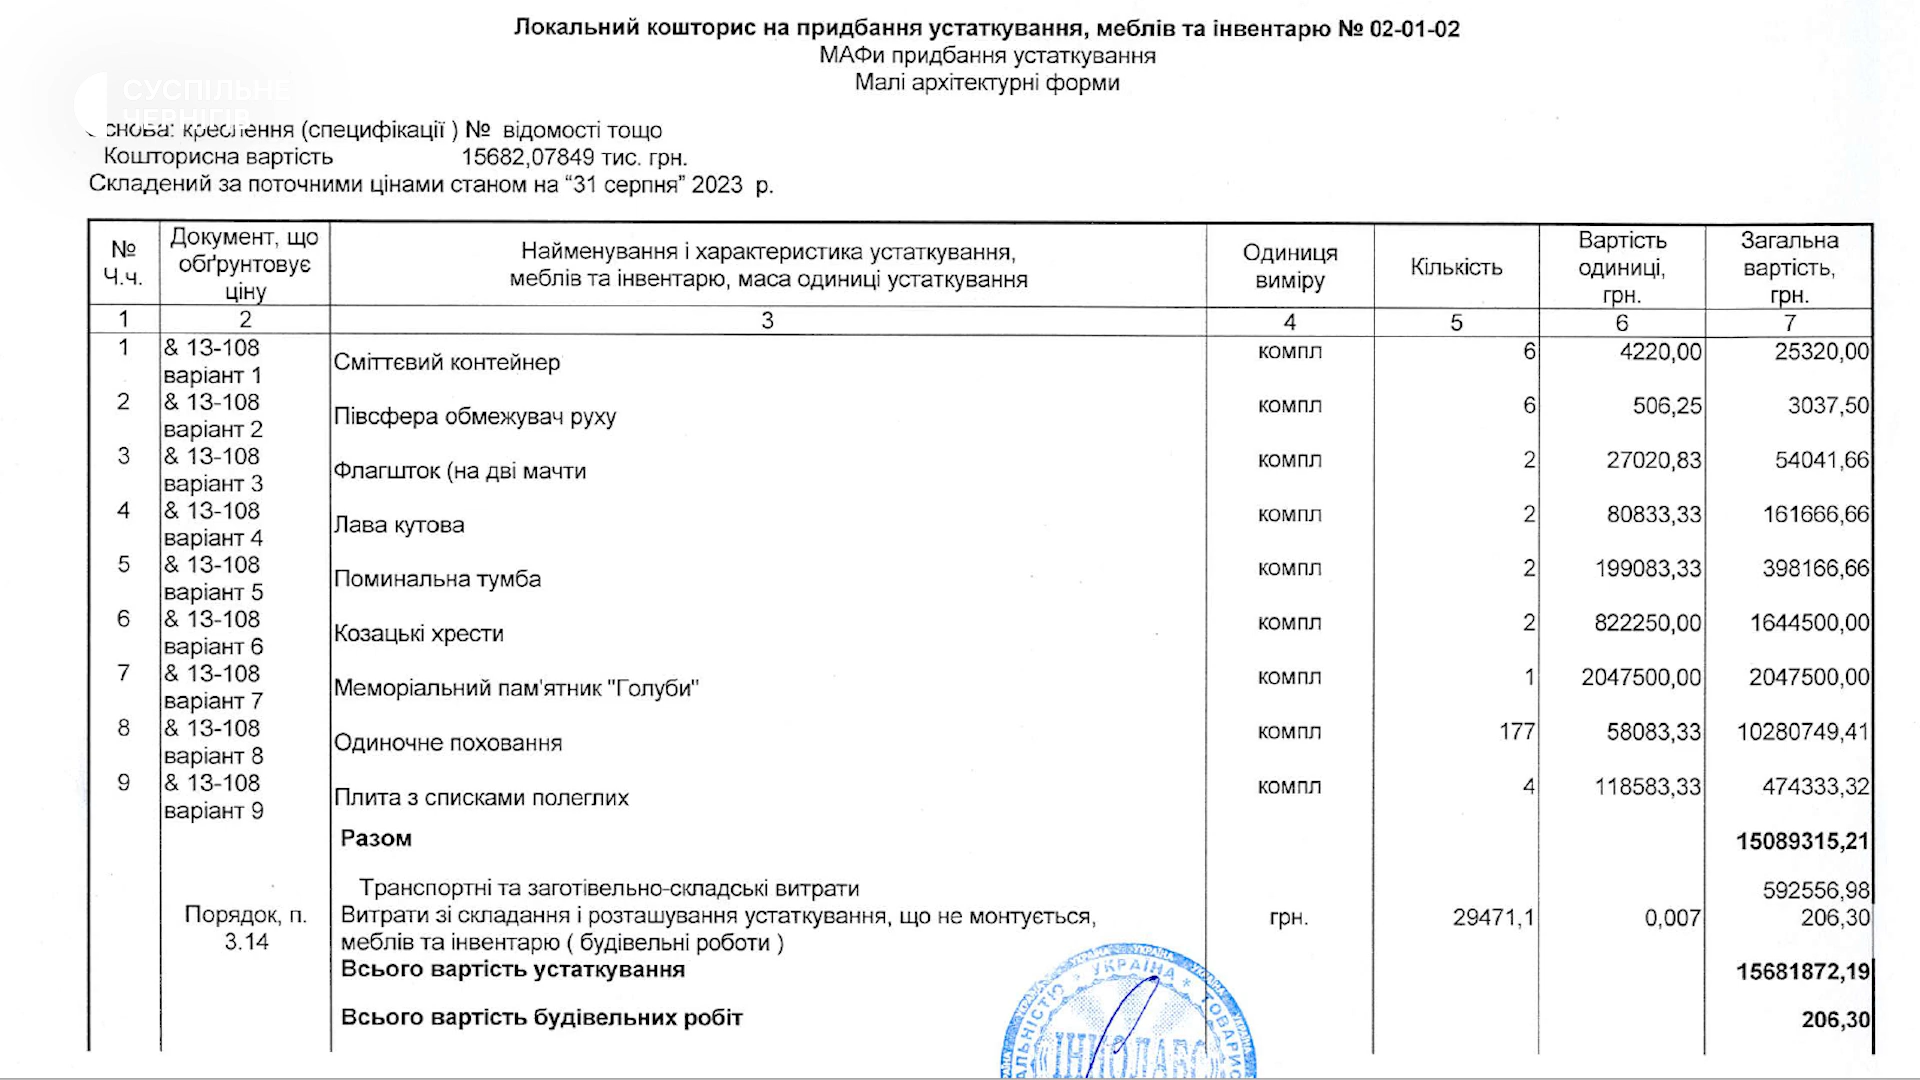 Локальний кошторис на придбання устаткування, меблів та інвентарю № 02-01-02
МАФи придбання устаткування
Малі архітектурні форми
СУСПІЛЬНЕ
ЧЕРНІГІВ
снова: креслення (специфікації ) № відомості тощо
Кошторисна вартість 15682,07849 тис. грн.
Складений за поточними цінами станом на “31 серпня” 2023 р.
№ Ч.ч. Документ, що обґрунтовує ціну Найменування і характеристика устаткування, меблів та інвентарю, маса одиниці устаткування Одиниця виміру Кількість Вартість одиниці, грн. Загальна вартість, грн.
1 2 3 4 5 6 7
1 & 13-108 варіант 1 Сміттєвий контейнер компл 6 4220,00 25320,00
2 & 13-108 варіант 2 Півсфера обмежувач руху компл 6 506,25 3037,50
3 & 13-108 варіант 3 Флагшток (на дві мачти компл 2 27020,83 54041,66
4 & 13-108 варіант 4 Лава кутова компл 2 80833,33 161666,66
5 & 13-108 варіант 5 Поминальна тумба компл 2 199083,33 398166,66
6 & 13-108 варіант 6 Козацькі хрести компл 2 822250,00 1644500,00
7 & 13-108 варіант 7 Меморіальний пам'ятник "Голуби" компл 1 2047500,00 2047500,00
8 & 13-108 варіант 8 Одиночне поховання компл 177 58083,33 10280749,41
9 & 13-108 варіант 9 Плита з списками полеглих компл 4 118583,33 474333,32
Разом 15089315,21
Транспортні та заготівельно-складські витрати 592556,98
Порядок, п. 3.14 Витрати зі складання і розташування устаткування, що не монтується, грн. 29471,1 0,007 206,30
меблів та інвентарю ( будівельні роботи )
Всього вартість устаткування 15681872,19
Всього вартість будівельних робіт 206,30
УКРАЇНА